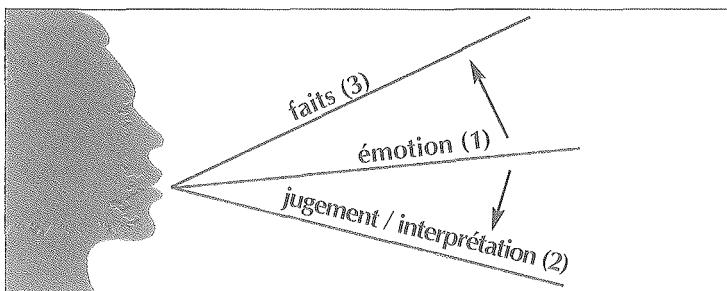 faits (3)
émotion (1)
jugement / interprétation (2)